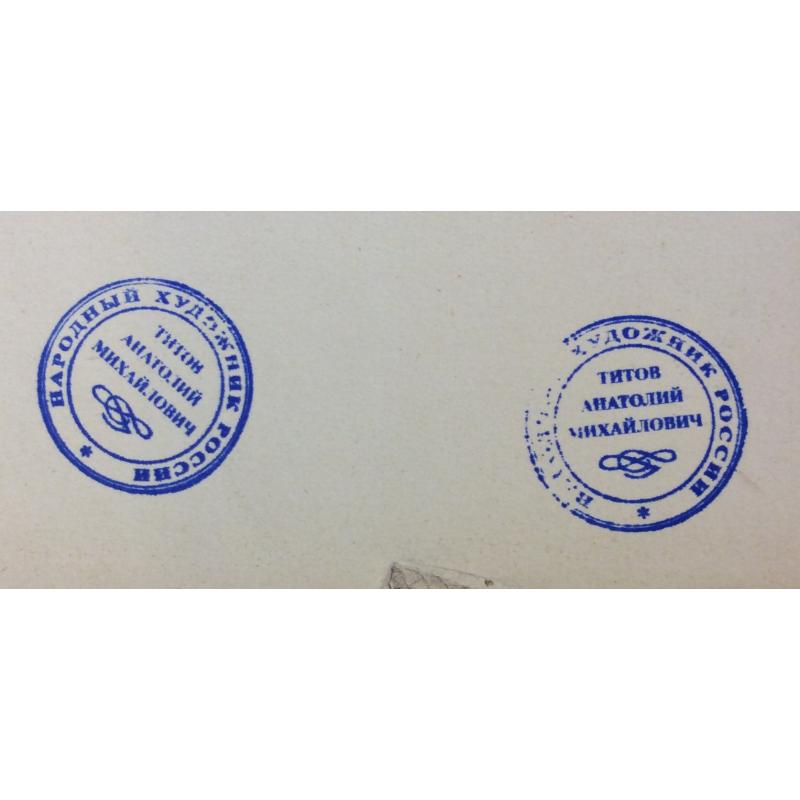 НАРОДНЫЙ ХУДОЖНИК РОССИИ *
ТИТОВ
АНАТОЛИЙ
МИХАЙЛОВИЧ
ХУДОЖНИК РОССИИ *
ТИТОВ
АНАТОЛИЙ
МИХАЙЛОВИЧ